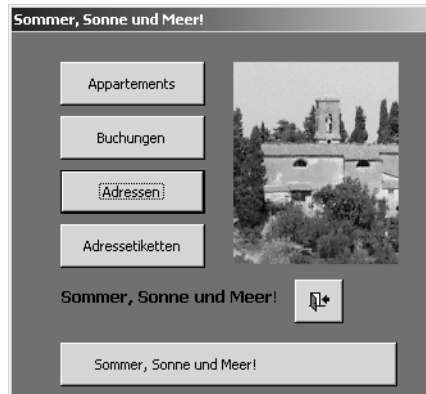 Sommer, Sonne und Meer!
Appartements
Buchungen
Adressen
Adressetiketten
Sommer, Sonne und Meer!
Sommer, Sonne und Meer!